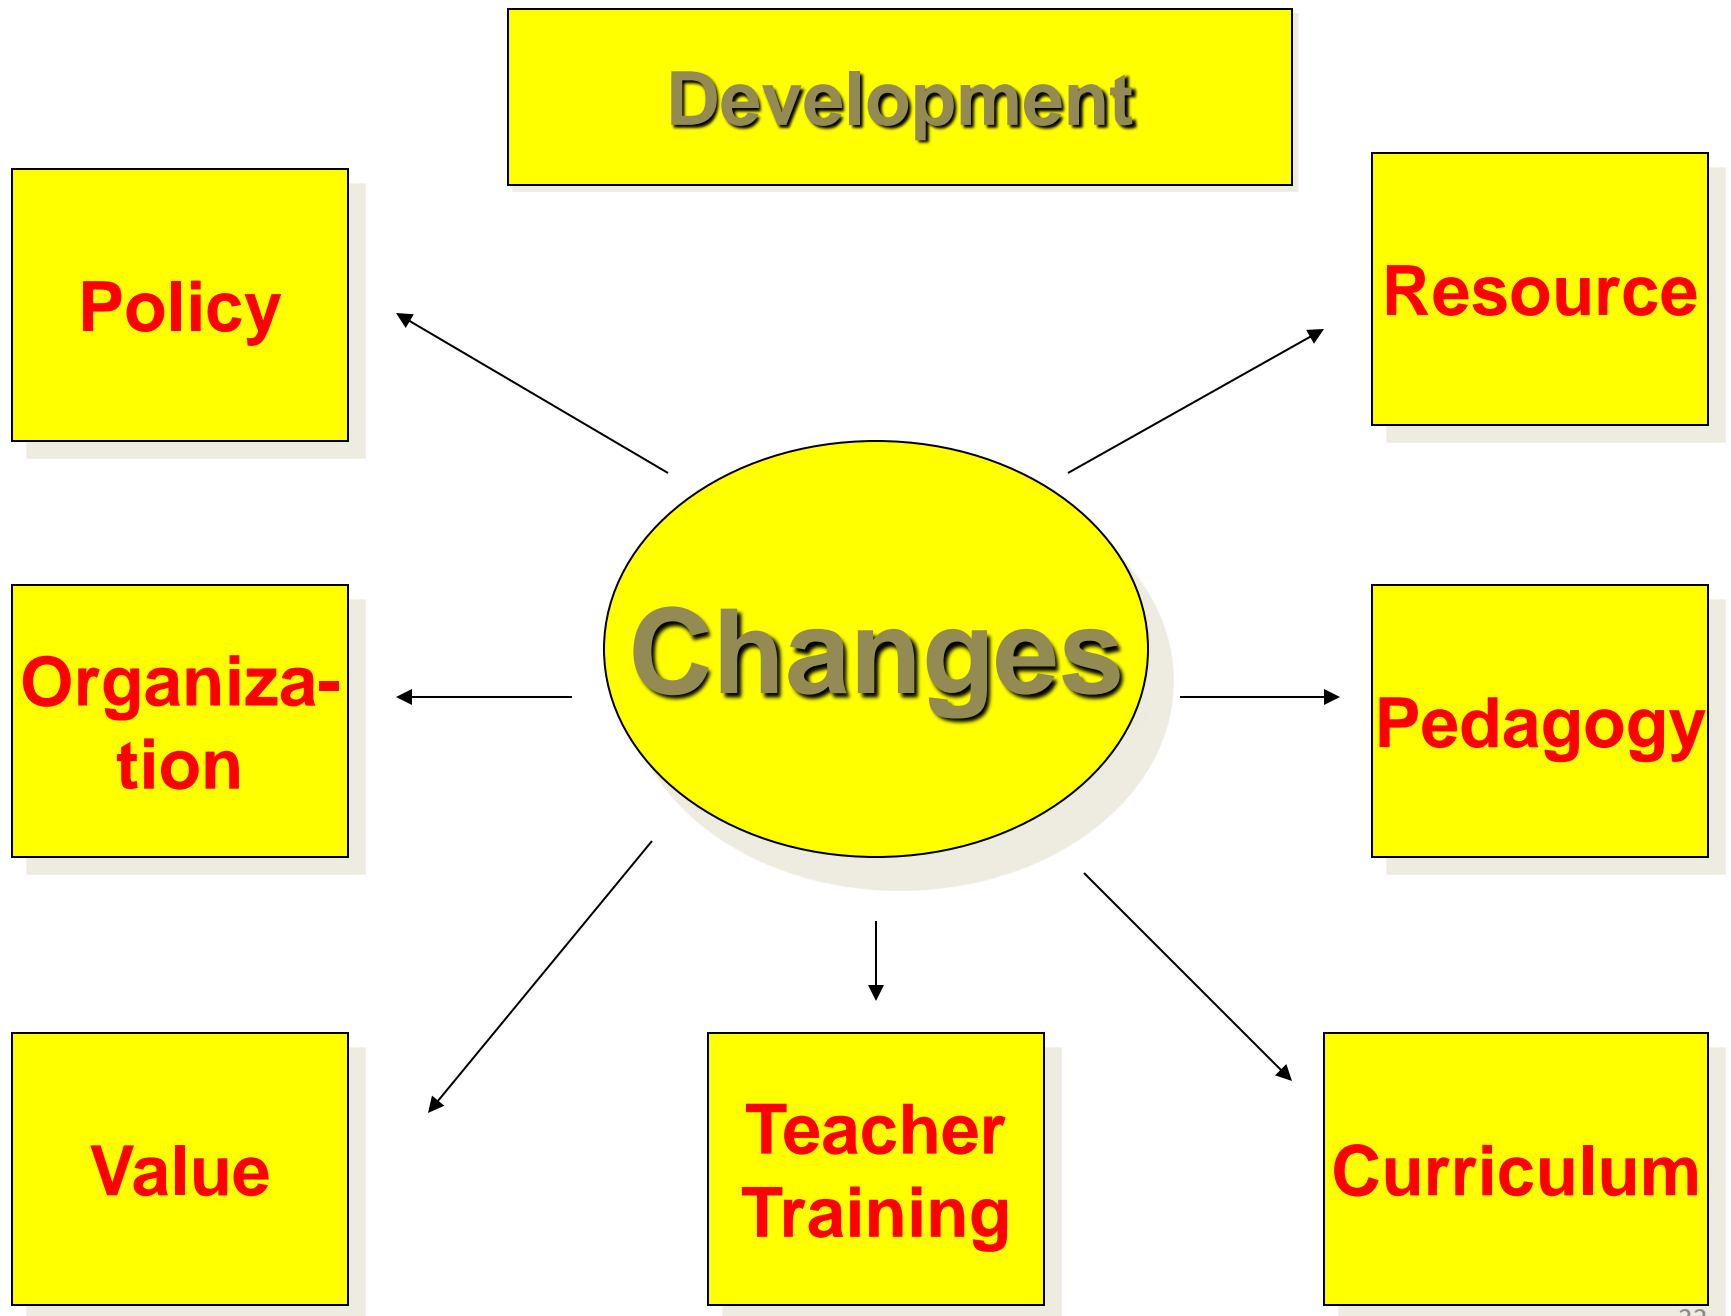 Development
Policy
Resource
Changes
Organiza-
tion
Pedagogy
Value
Teacher
Training
Curriculum